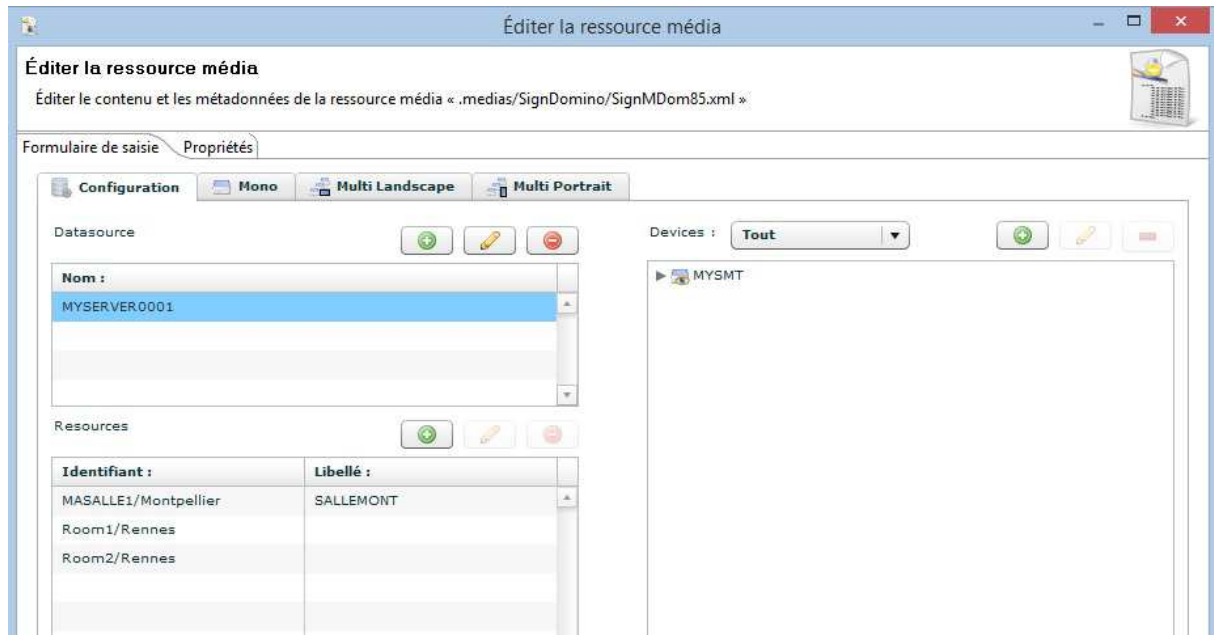 Éditer la ressource média
Éditer la ressource média
Éditer le contenu et les métadonnées de la ressource média « .medias/SignDomino/SignMDom85.xml »
Formulaire de saisie Propriétés
Configuration Mono Multi Landscape Multi Portrait
Datasource
Devices : Tout
Nom :
MYSERVER0001
MYSMT
Resources
Identifiant : Libellé :
MASALLE1/Montpellier SALLEMONT
Room1/Rennes
Room2/Rennes